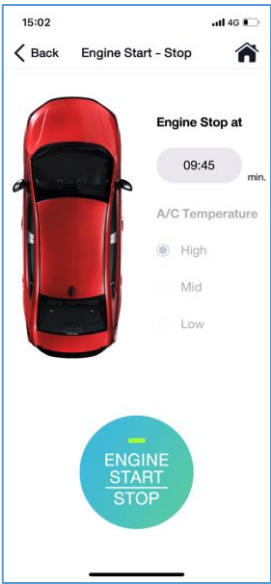 15:02
4G
Back
Engine Start - Stop
Engine Stop at
09:45
min.
A/C Temperature
High
Mid
Low
ENGINE
START
STOP